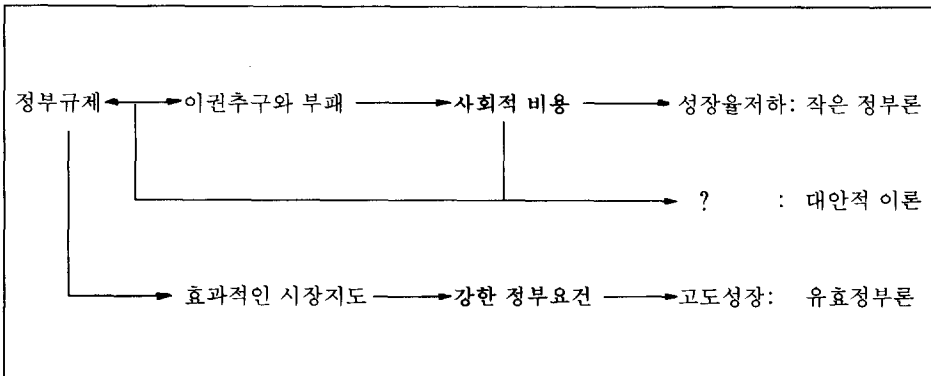 정부규제 이권추구와 부패 사회적 비용 성장율저하: 작은 정부론
? : 대안적 이론
효과적인 시장지도 강한 정부요건 고도성장: 유효정부론